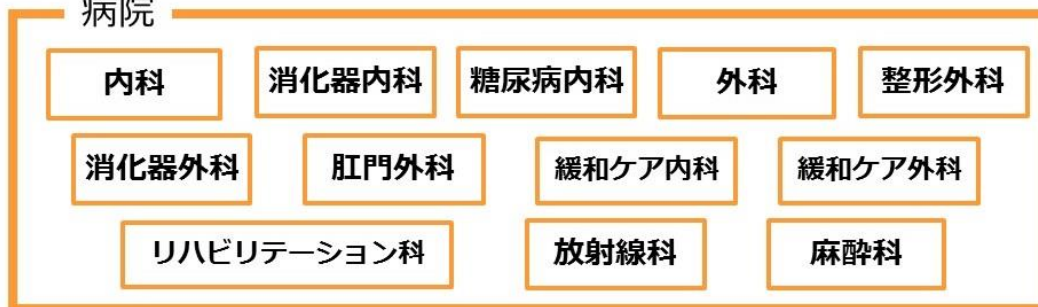 病院
内科 消化器内科 糖尿病内科 外科 整形外科
消化器外科 肛門外科 緩和ケア内科 緩和ケア外科
リハビリテーション科 放射線科 麻酔科